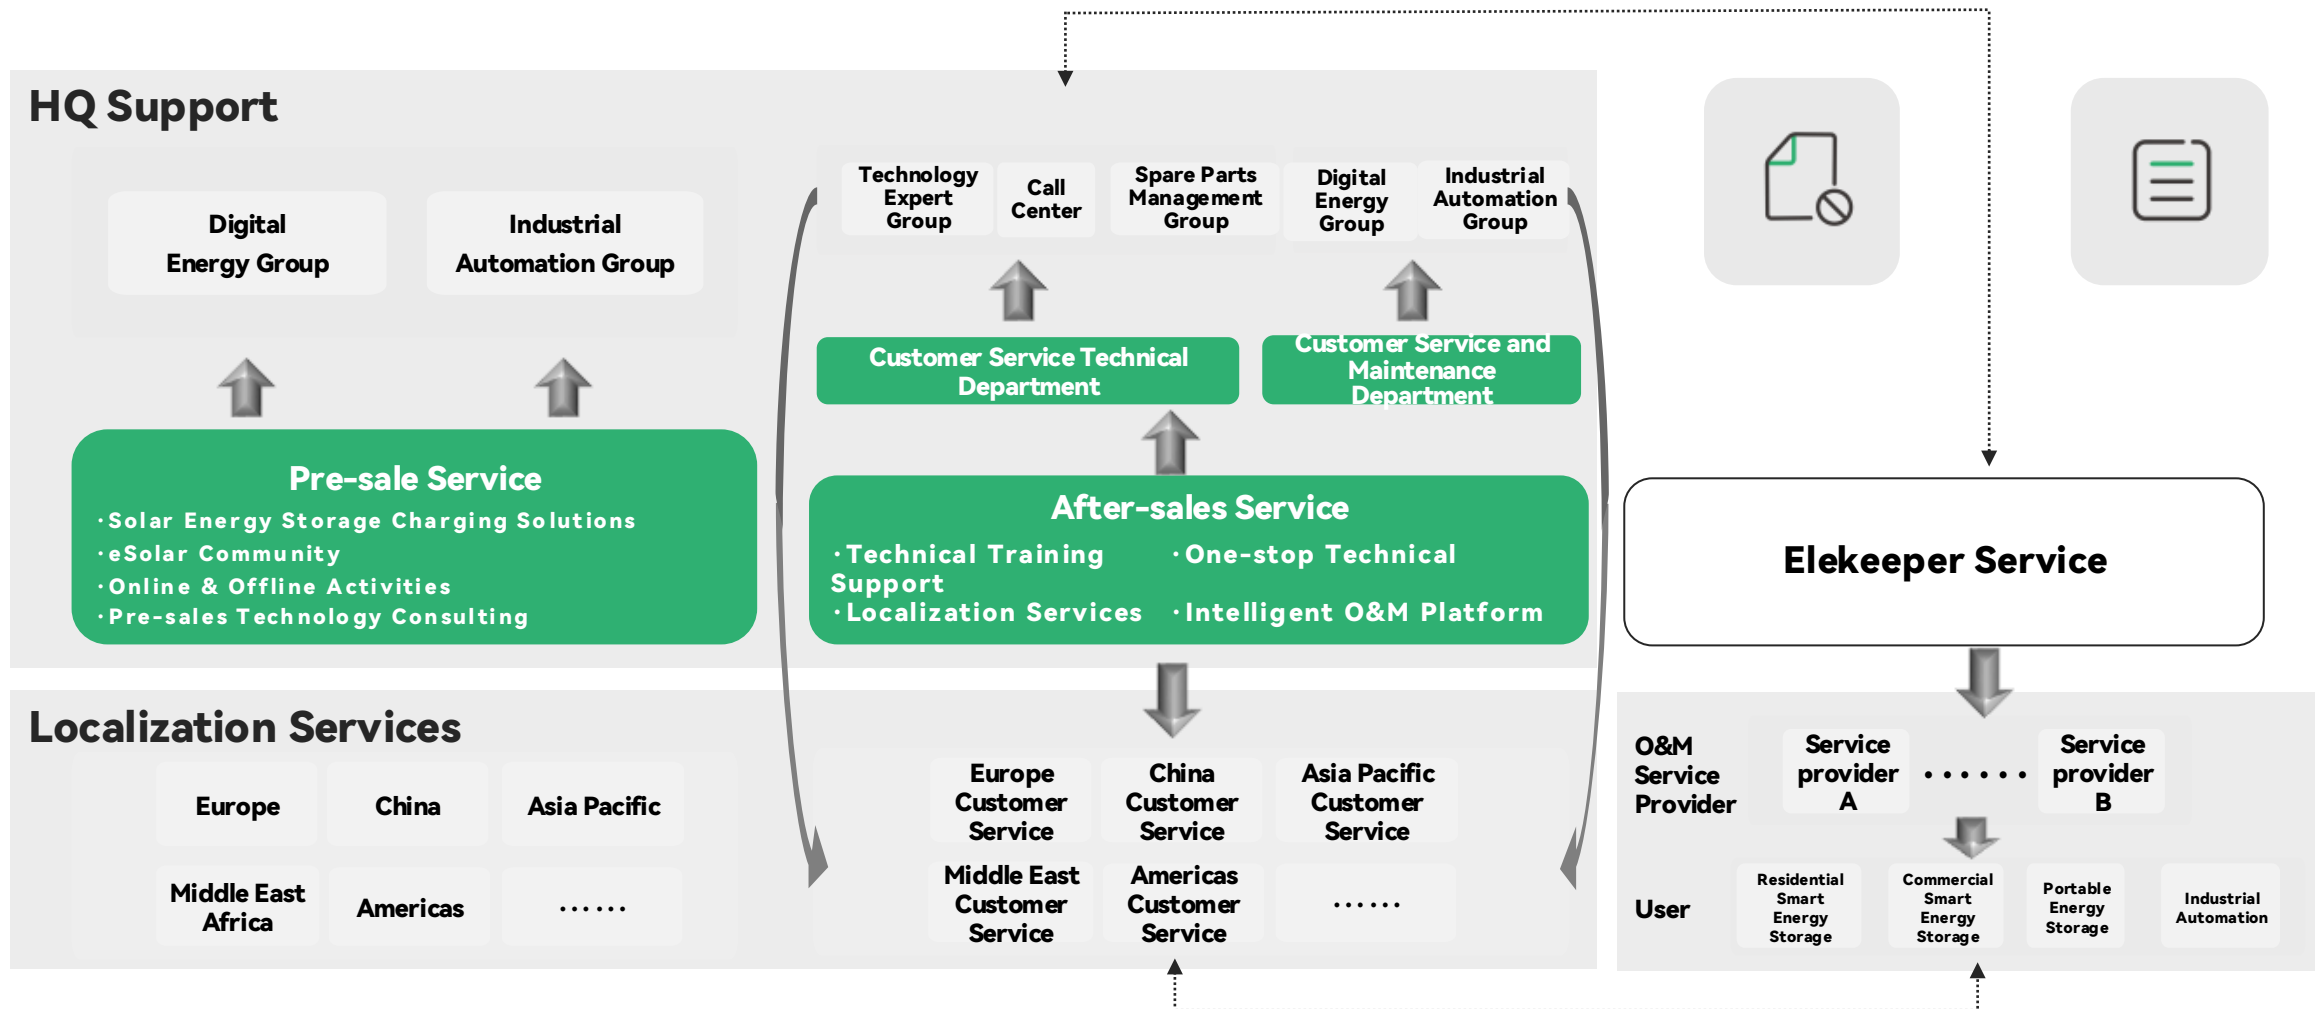 HQ Support
Digital
Energy Group
Industrial
Automation Group
Technology
Expert
Group
Call
Center
Spare Parts
Management
Group
Digital
Energy
Group
Industrial
Automation
Group
Customer Service Technical
Department
Customer Service and
Maintenance
Department
Pre-sale Service
·Solar Energy Storage Charging Solutions
·eSolar Community
·Online & Offline Activities
·Pre-sales Technology Consulting
After-sales Service
·Technical Training ·One-stop Technical
Support
·Localization Services ·Intelligent O&M Platform
Elekeeper Service
Localization Services
Europe
China
Asia Pacific
Middle East
Africa
Americas
······
Europe
Customer
Service
China
Customer
Service
Asia Pacific
Customer
Service
Middle East
Customer
Service
Americas
Customer
Service
······
O&M
Service
Provider
Service
provider
A
······
Service
provider
B
User
Residential
Smart
Energy
Storage
Commercial
Smart
Energy
Storage
Portable
Energy
Storage
Industrial
Automation